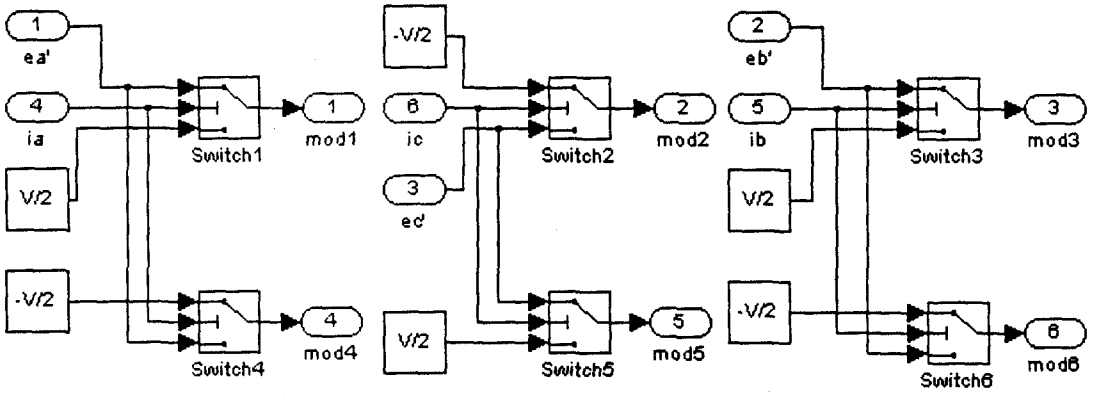 1
ea'
4
ia
V/2
-V/2
Switch1
1
mod1
Switch4
4
mod4
-V/2
6
ic
3
ec'
V/2
Switch2
2
mod2
Switch5
5
mod5
2
eb'
5
ib
V/2
-V/2
Switch3
3
mod3
Switch6
6
mod6